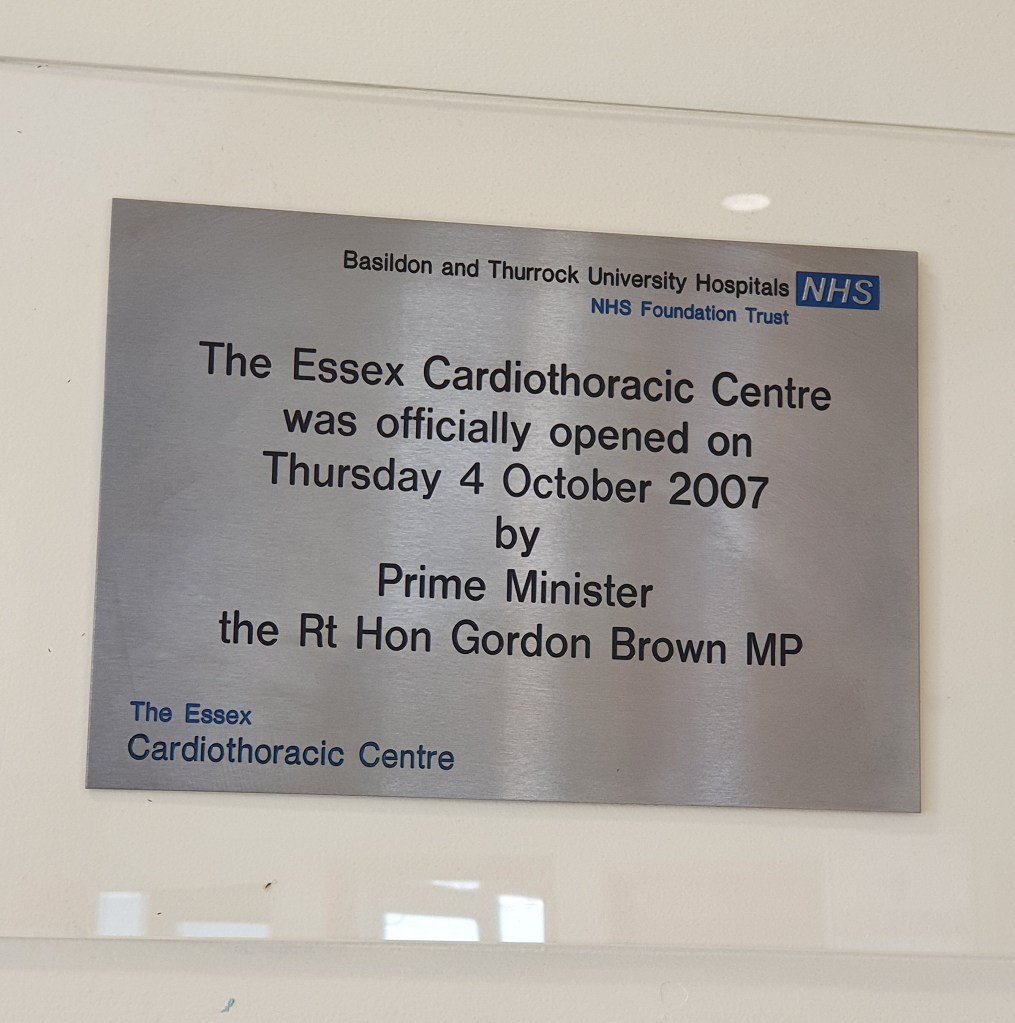 Basildon and Thurrock University Hospitals NHS
NHS Foundation Trust
The Essex Cardiothoracic Centre
was officially opened on
Thursday 4 October 2007
by
Prime Minister
the Rt Hon Gordon Brown MP
The Essex
Cardiothoracic Centre